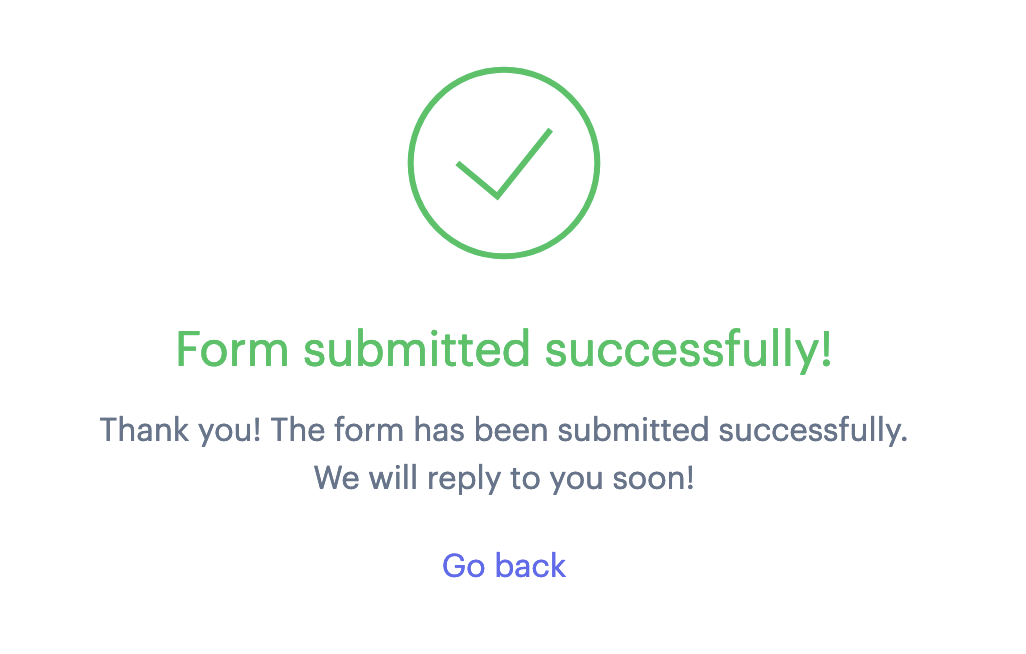 Form submitted successfully!
Thank you! The form has been submitted successfully.
We will reply to you soon!
Go back